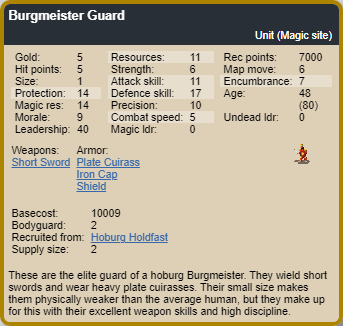 Burgmeister Guard
Unit (Magic site)
Gold: 5 Resources: 11 Rec points: 7000
Hit points: 5 Strength: 6 Map move: 6
Size: 1 Attack skill: 11 Encumbrance: 7
Protection: 14 Defence skill: 17 Age: 48
Magic res: 14 Precision: 10 (80)
Morale: 9 Combat speed: 5 Undead ldr: 0
Leadership: 40 Magic ldr: 0
Weapons: Armor:
Short Sword Plate Cuirass
Iron Cap
Shield
Basecost: 10009
Bodyguard: 2
Recruited from: Hoburg Holdfast
Supply size: 2
These are the elite guard of a hoburg Burgmeister. They wield short
swords and wear heavy plate cuirasses. Their small size makes
them physically weaker than the average human, but they make up
for this with their excellent weapon skills and high discipline.